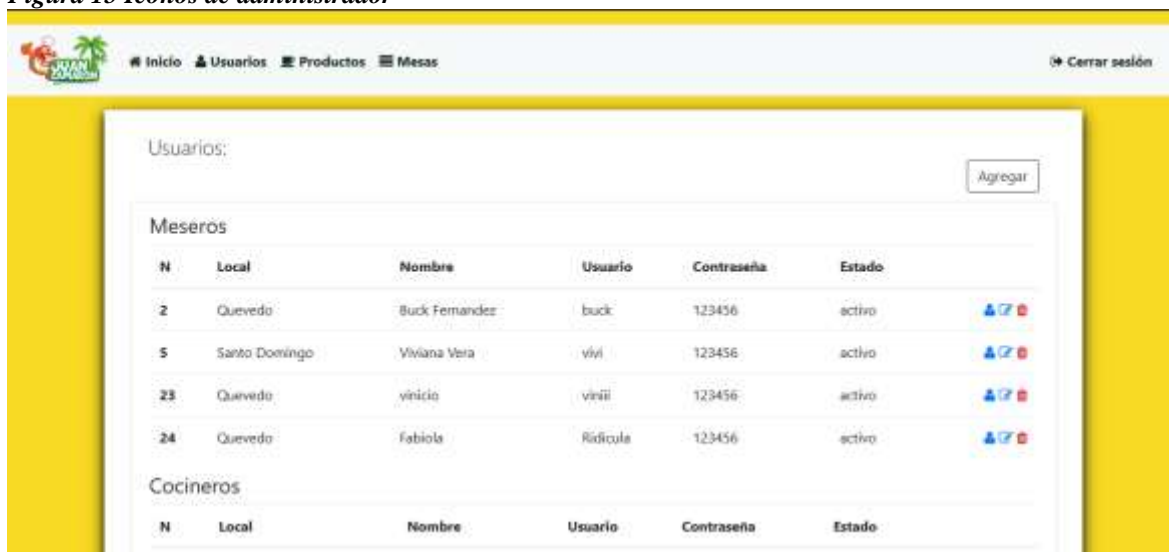 Figura 15 Iconos de administrador
JUAN
Inicio Usuarios Productos Mesas Cerrar sesión
Usuarios:
Agregar
Meseros
N Local Nombre Usuario Contraseña Estado
2 Quevedo Buck Fernandez buck 123456 activo
5 Santo Domingo Viviana Vera vivi 123456 activo
23 Quevedo vinicio viniii 123456 activo
24 Quevedo Fabiola Ridicula 123456 activo
Cocineros
N Local Nombre Usuario Contraseña Estado